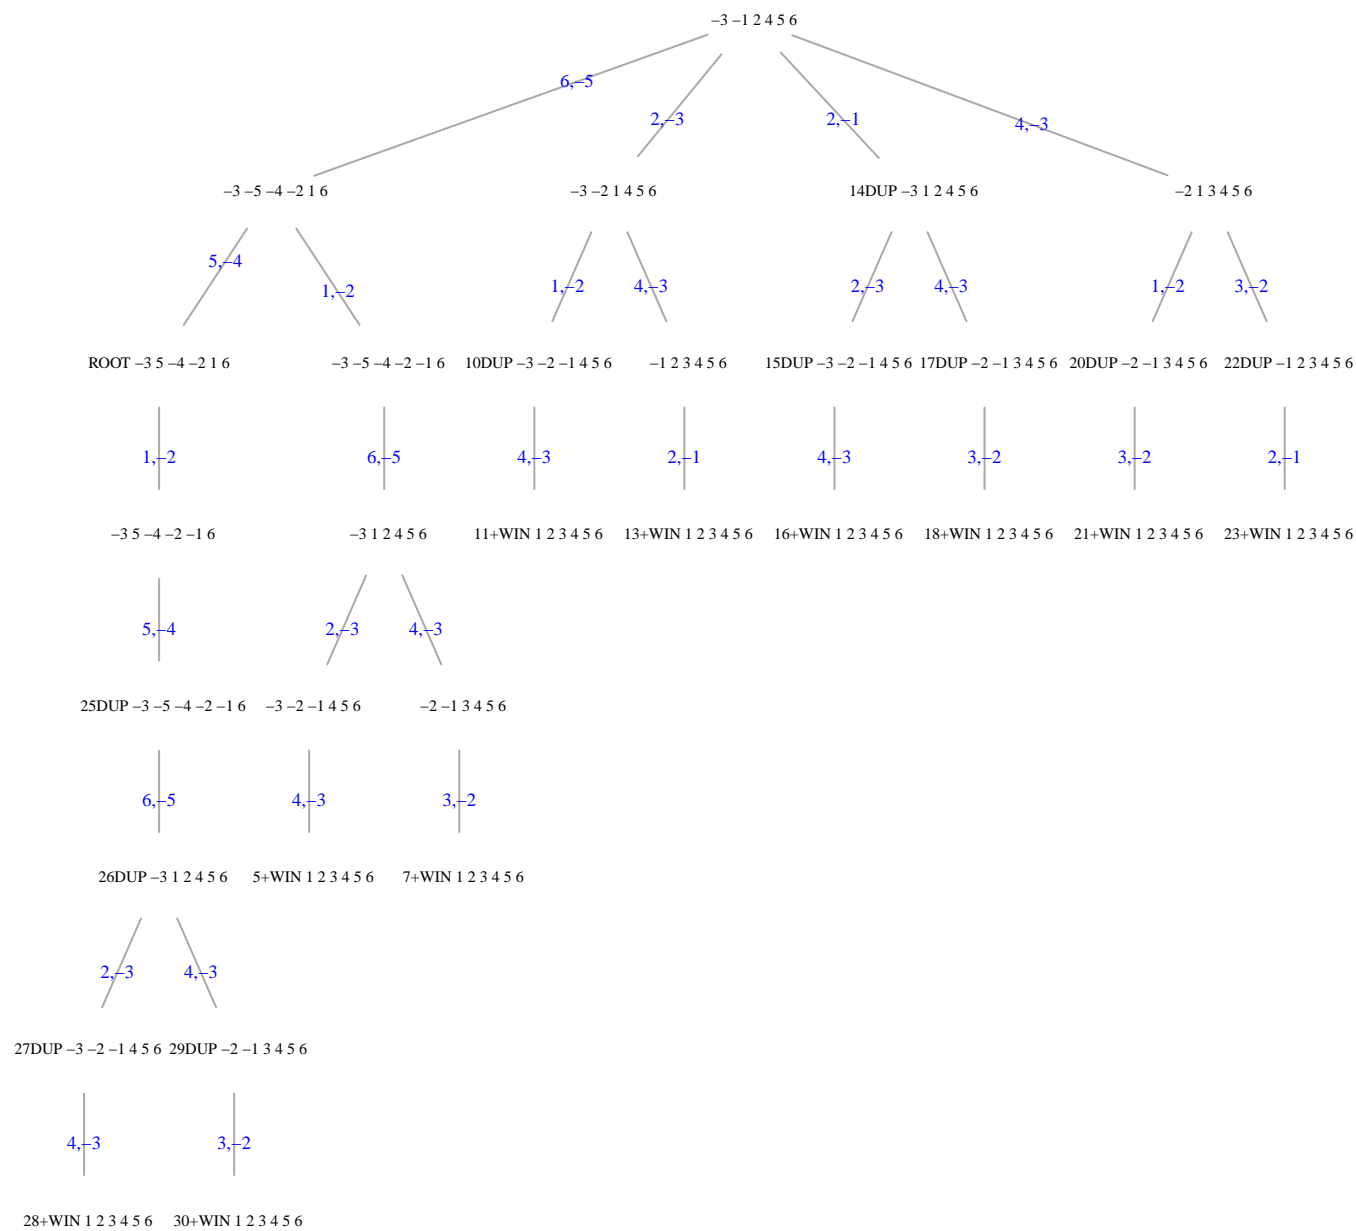 −3 −1 2 4 5 6
6,−5
2,−3
2,−1
4,−3
−3 −5 −4 −2 1 6
−3 −2 1 4 5 6
14DUP −3 1 2 4 5 6
−2 1 3 4 5 6
5,−4
1,−2
1,−2
4,−3
2,−3
4,−3
1,−2
3,−2
ROOT −3 5 −4 −2 1 6
−3 −5 −4 −2 −1 6
10DUP −3 −2 −1 4 5 6
−1 2 3 4 5 6
15DUP −3 −2 −1 4 5 6
17DUP −2 −1 3 4 5 6
20DUP −2 −1 3 4 5 6
22DUP −1 2 3 4 5 6
1,−2
6,−5
4,−3
2,−1
4,−3
3,−2
3,−2
2,−1
−3 5 −4 −2 −1 6
−3 1 2 4 5 6
11+WIN 1 2 3 4 5 6
13+WIN 1 2 3 4 5 6
16+WIN 1 2 3 4 5 6
18+WIN 1 2 3 4 5 6
21+WIN 1 2 3 4 5 6
23+WIN 1 2 3 4 5 6
5,−4
2,−3
4,−3
25DUP −3 −5 −4 −2 −1 6
−3 −2 −1 4 5 6
−2 −1 3 4 5 6
6,−5
4,−3
3,−2
26DUP −3 1 2 4 5 6
5+WIN 1 2 3 4 5 6
7+WIN 1 2 3 4 5 6
2,−3
4,−3
27DUP −3 −2 −1 4 5 6
29DUP −2 −1 3 4 5 6
4,−3
3,−2
28+WIN 1 2 3 4 5 6
30+WIN 1 2 3 4 5 6